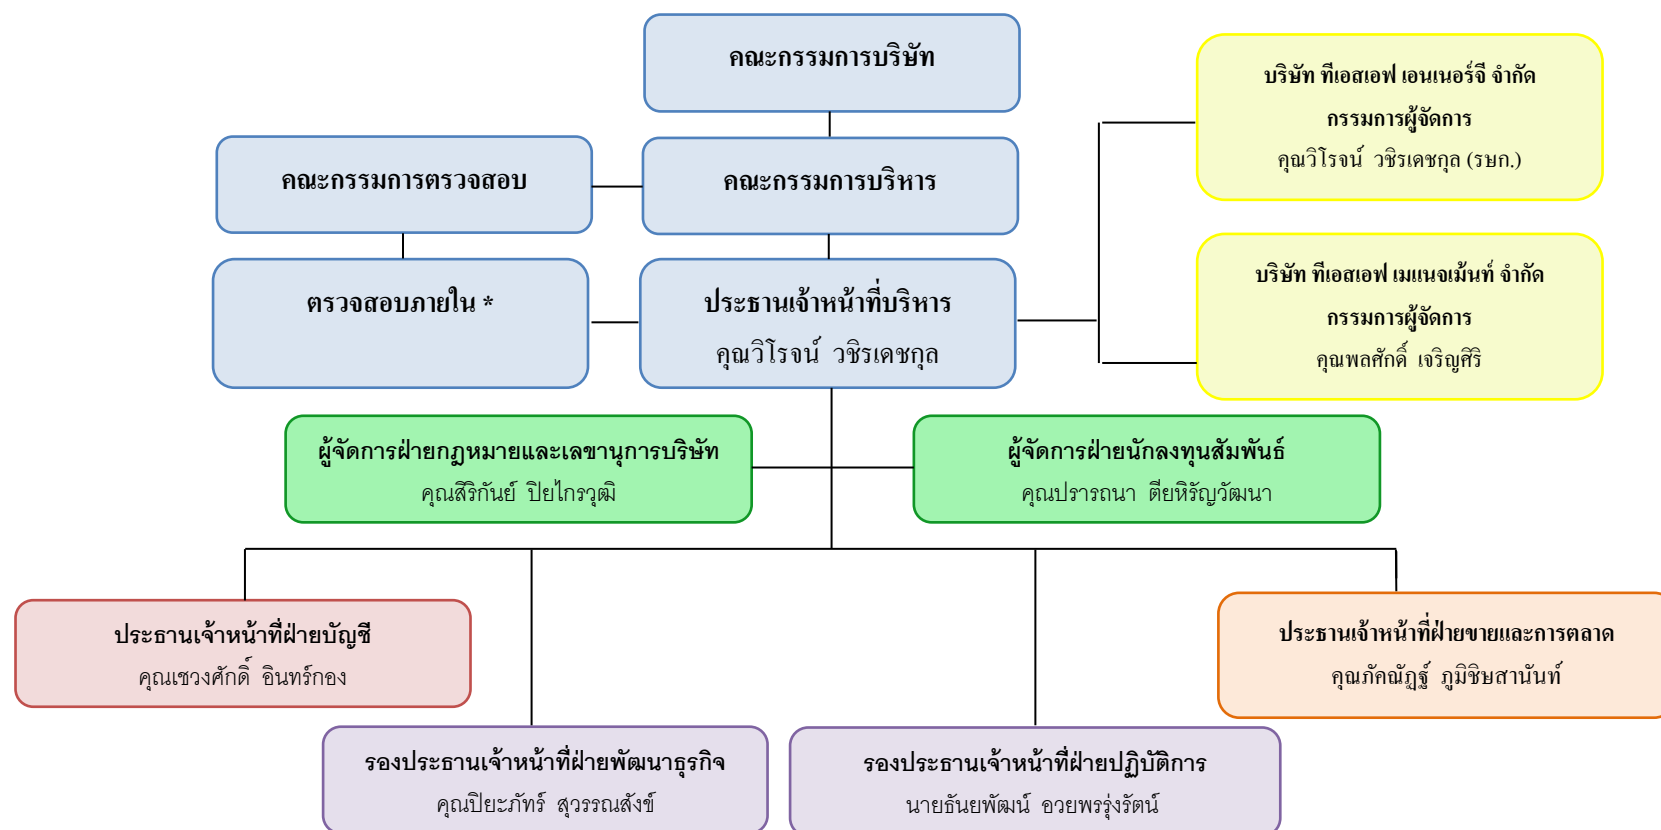 คณะกรรมการบริษัท
บริษัท ทีเอสเอฟ เอนเนอร์จี จำกัด
กรรมการผู้จัดการ
คุณวิโรจน์ วชิรเดชกุล (รษก.)
คณะกรรมการตรวจสอบ
คณะกรรมการบริหาร
ตรวจสอบภายใน *
ประธานเจ้าหน้าที่บริหาร
คุณวิโรจน์ วชิรเดชกุล
บริษัท ทีเอสเอฟ เมแนจเม้นท์ จำกัด
กรรมการผู้จัดการ
คุณพลศักดิ์ เจริญศิริ
ผู้จัดการฝ่ายกฎหมายและเลขานุการบริษัท
คุณสิริกันย์ ปิยไกรวุฒิ
ผู้จัดการฝ่ายนักลงทุนสัมพันธ์
คุณปรารถนา ตียหิรัญวัฒนา
ประธานเจ้าหน้าที่ฝ่ายบัญชี
คุณเชวงศักดิ์ อินทร์กอง
ประธานเจ้าหน้าที่ฝ่ายขายและการตลาด
คุณภัคณัฏฐ์ ภูมิชิษสานันท์
รองประธานเจ้าหน้าที่ฝ่ายพัฒนาธุรกิจ
คุณปิยะภัทร์ สุวรรณสังข์
รองประธานเจ้าหน้าที่ฝ่ายปฏิบัติการ
นายธันยพัฒน์ อวยพรรุ่งรัตน์